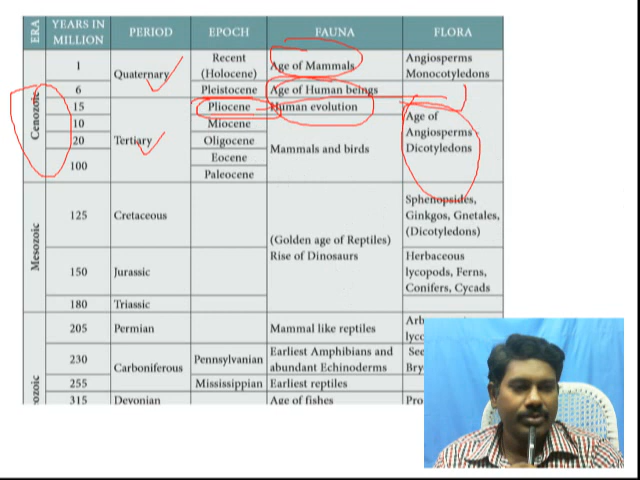 ERA
YEARS IN
MILLION
PERIOD
EPOCH
FAUNA
FLORA
Cenozoic
1
Quaternary
Recent
(Holocene)
Age of Mammals
Angiosperms
Monocotyledons
6
Pleistocene
Age of Human beings
15
Pliocene
Human evolution
Age of
Angiosperms -
Dicotyledons
10
Tertiary
Miocene
Mammals and birds
20
Oligocene
100
Eocene
Paleocene
Mesozoic
125
Cretaceous
(Golden age of Reptiles)
Rise of Dinosaurs
Sphenopsides,
Ginkgos, Gnetales,
(Dicotyledons)
150
Jurassic
Herbaceous
lycopods, Ferns,
Conifers, Cycads
180
Triassic
205
Permian
Mammal like reptiles
230
Carboniferous
Pennsylvanian
Earliest Amphibians and
abundant Echinoderms
255
Mississippian
Earliest reptiles
315
Devonian
Age of fishes